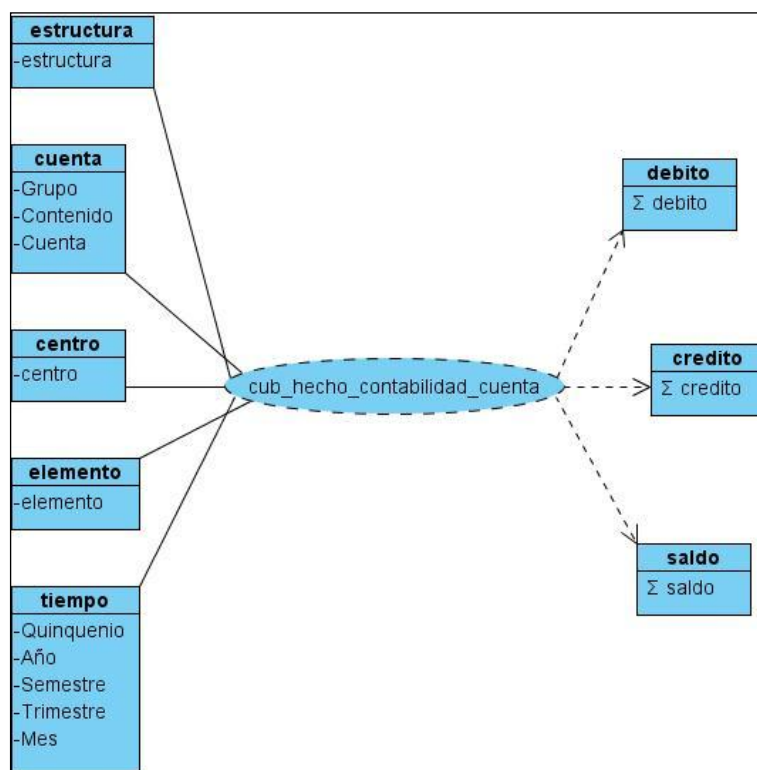 estructura
-estructura
cuenta
-Grupo
-Contenido
-Cuenta
centro
-centro
elemento
-elemento
tiempo
-Quinquenio
-Año
-Semestre
-Trimestre
-Mes
cub_hecho_contabilidad_cuenta
debito
Σ debito
credito
Σ credito
saldo
Σ saldo